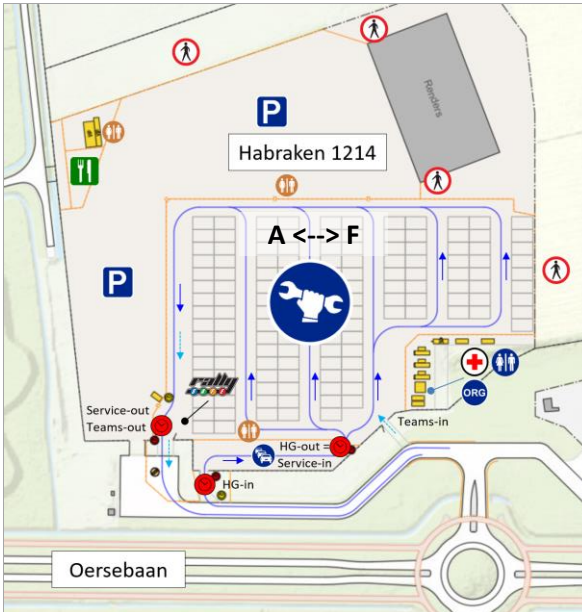 Renders
P
Habraken 1214
A <--> F
P
rally
ORG
Service-out
Teams-out
Teams-in
HG-out =
Service-in
HG-in
Oersebaan